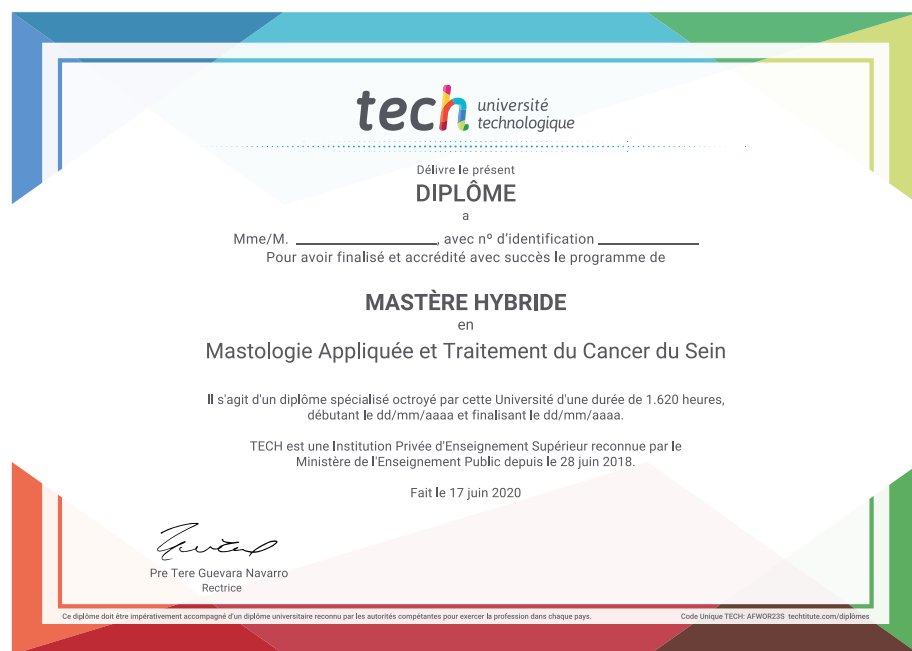 tech université
technologique
Délivre le présent
DIPLÔME
a
Mme/M. ____________, avec nº d'identification ____________
Pour avoir finalisé et accrédité avec succès le programme de
MASTÈRE HYBRIDE
en
Mastologie Appliquée et Traitement du Cancer du Sein
Il s'agit d'un diplôme spécialisé octroyé par cette Université d'une durée de 1.620 heures,
débutant le dd/mm/aaaa et finalisant le dd/mm/aaaa.
TECH est une Institution Privée d'Enseignement Supérieur reconnue par le
Ministère de l'Enseignement Public depuis le 28 juin 2018.
Fait le 17 juin 2020
Pre Tere Guevara Navarro
Rectrice
Ce diplôme doit être impérativement accompagné d'un diplôme universitaire reconnu par les autorités compétentes pour exercer la profession dans chaque pays.
Code Unique TECH: AFWOR23S techtitute.com/diplômes